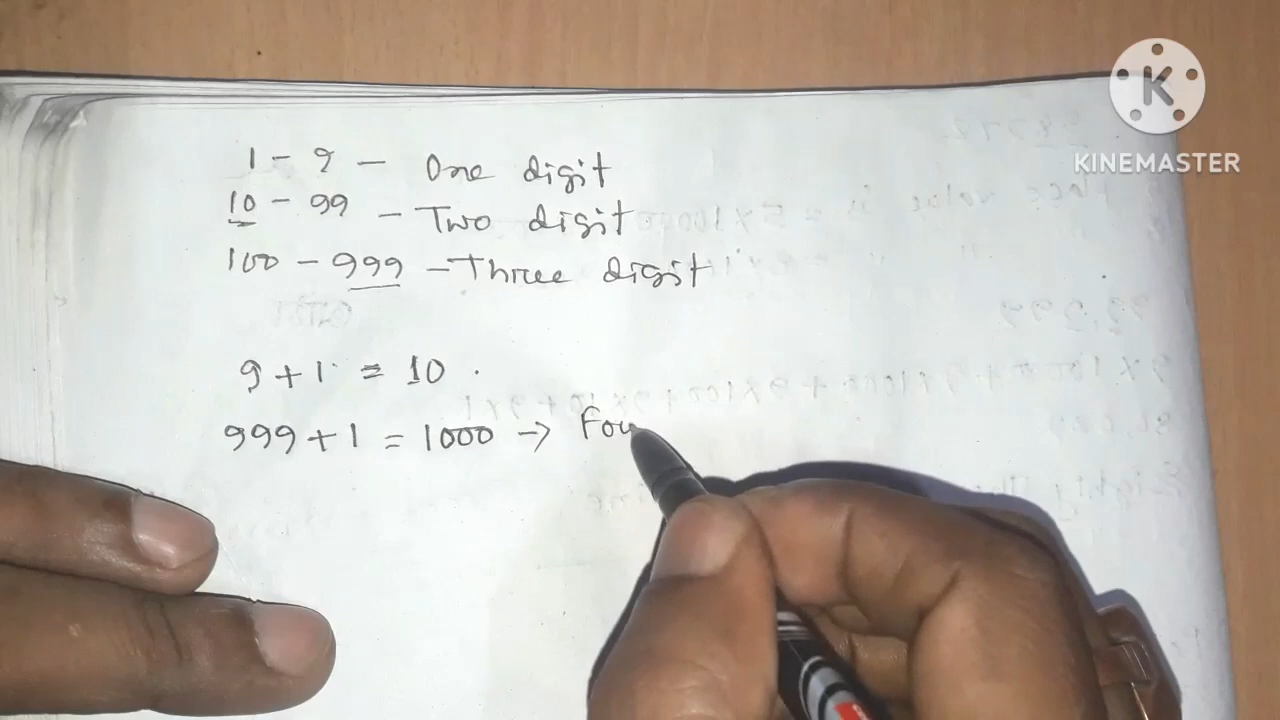 KINEMASTER
1 - 9 - One digit
10 - 99 - Two digit
100 - 999 - Three digit
9 + 1 = 10
999 + 1 = 1000 → Fou